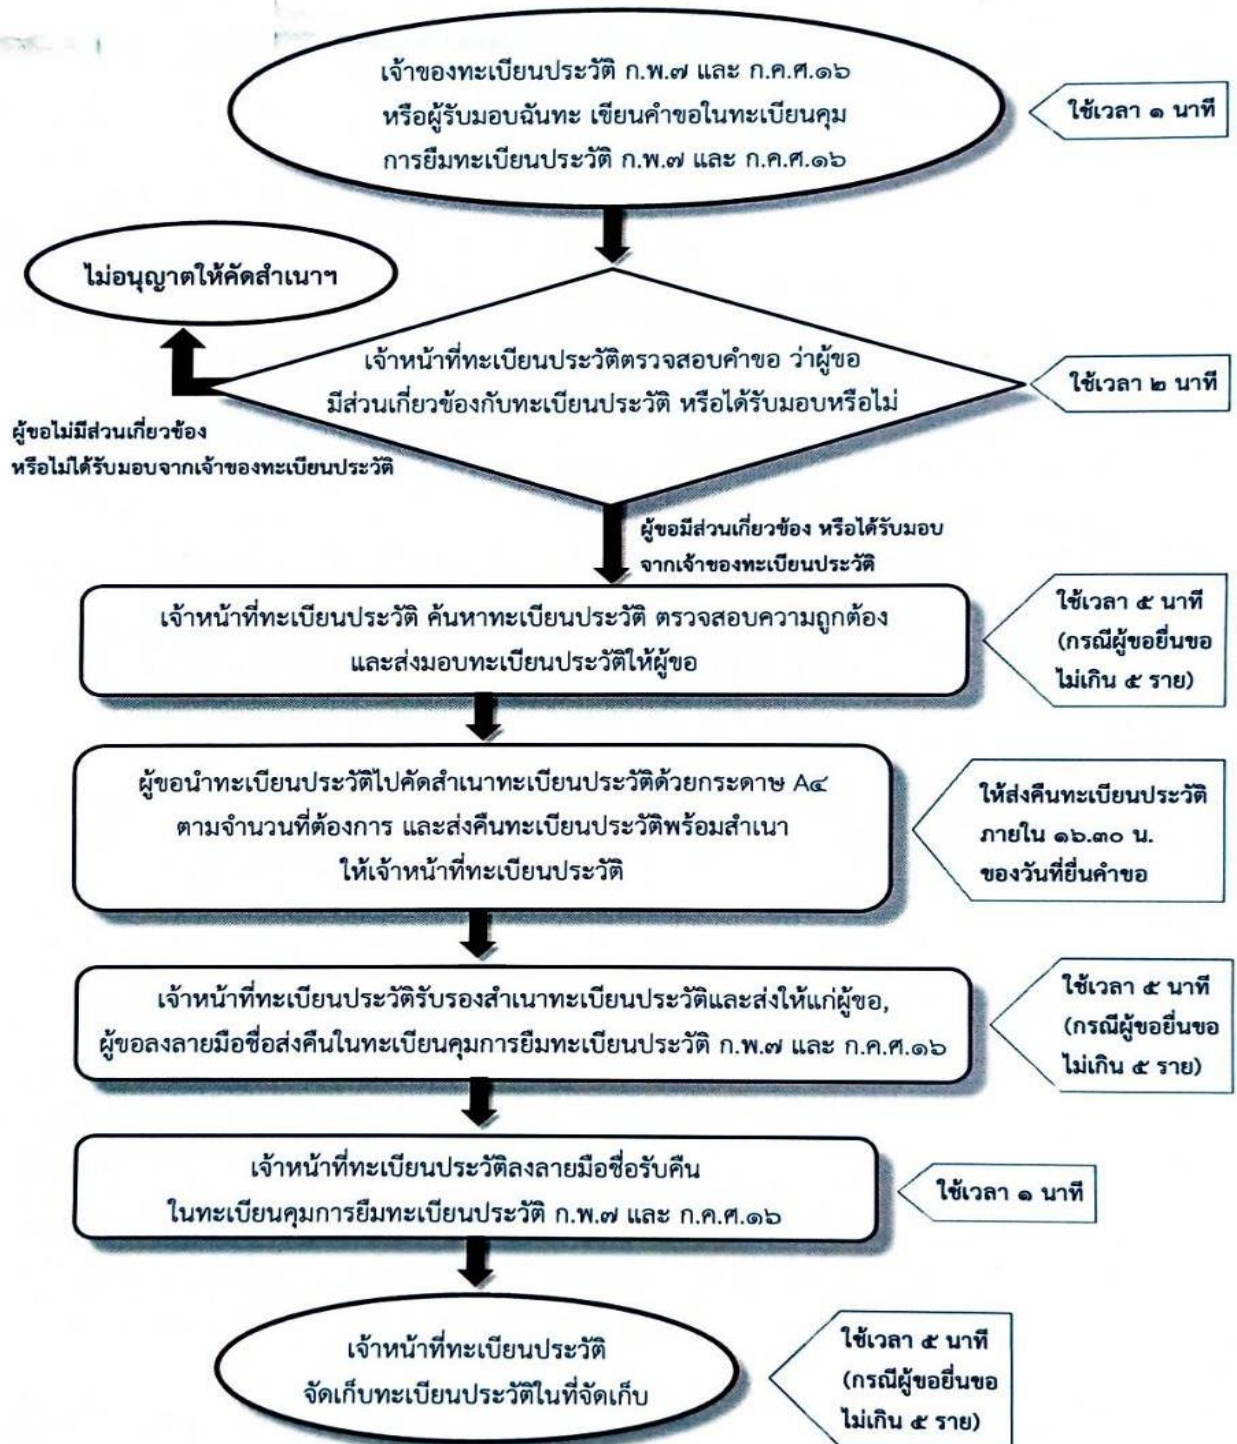 เจ้าของทะเบียนประวัติ ก.พ.๗ และ ก.ค.ศ.๑๖
หรือผู้รับมอบฉันทะ เขียนคำขอในทะเบียนคุม
การยืมทะเบียนประวัติ ก.พ.๗ และ ก.ค.ศ.๑๖
ใช้เวลา ๑ นาที
ไม่อนุญาตให้คัดสำเนาฯ
เจ้าหน้าที่ทะเบียนประวัติตรวจสอบคำขอ ว่าผู้ขอ
มีส่วนเกี่ยวข้องกับทะเบียนประวัติ หรือได้รับมอบหรือไม่
ใช้เวลา ๒ นาที
ผู้ขอไม่มีส่วนเกี่ยวข้อง
หรือไม่ได้รับมอบจากเจ้าของทะเบียนประวัติ
ผู้ขอมีส่วนเกี่ยวข้อง หรือได้รับมอบ
จากเจ้าของทะเบียนประวัติ
เจ้าหน้าที่ทะเบียนประวัติ ค้นหาทะเบียนประวัติ ตรวจสอบความถูกต้อง
และส่งมอบทะเบียนประวัติให้ผู้ขอ
ใช้เวลา ๕ นาที
(กรณีผู้ขอยื่นขอ
ไม่เกิน ๕ ราย)
ผู้ขอนำทะเบียนประวัติไปคัดสำเนาทะเบียนประวัติด้วยกระดาษ A๔
ตามจำนวนที่ต้องการ และส่งคืนทะเบียนประวัติพร้อมสำเนา
ให้เจ้าหน้าที่ทะเบียนประวัติ
ให้ส่งคืนทะเบียนประวัติ
ภายใน ๑๖.๓๐ น.
ของวันที่ยื่นคำขอ
เจ้าหน้าที่ทะเบียนประวัติรับรองสำเนาทะเบียนประวัติและส่งให้แก่ผู้ขอ,
ผู้ขอลงลายมือชื่อส่งคืนในทะเบียนคุมการยืมทะเบียนประวัติ ก.พ.๗ และ ก.ค.ศ.๑๖
ใช้เวลา ๕ นาที
(กรณีผู้ขอยื่นขอ
ไม่เกิน ๕ ราย)
เจ้าหน้าที่ทะเบียนประวัติลงลายมือชื่อรับคืน
ในทะเบียนคุมการยืมทะเบียนประวัติ ก.พ.๗ และ ก.ค.ศ.๑๖
ใช้เวลา ๑ นาที
เจ้าหน้าที่ทะเบียนประวัติ
จัดเก็บทะเบียนประวัติในที่จัดเก็บ
ใช้เวลา ๕ นาที
(กรณีผู้ขอยื่นขอ
ไม่เกิน ๕ ราย)